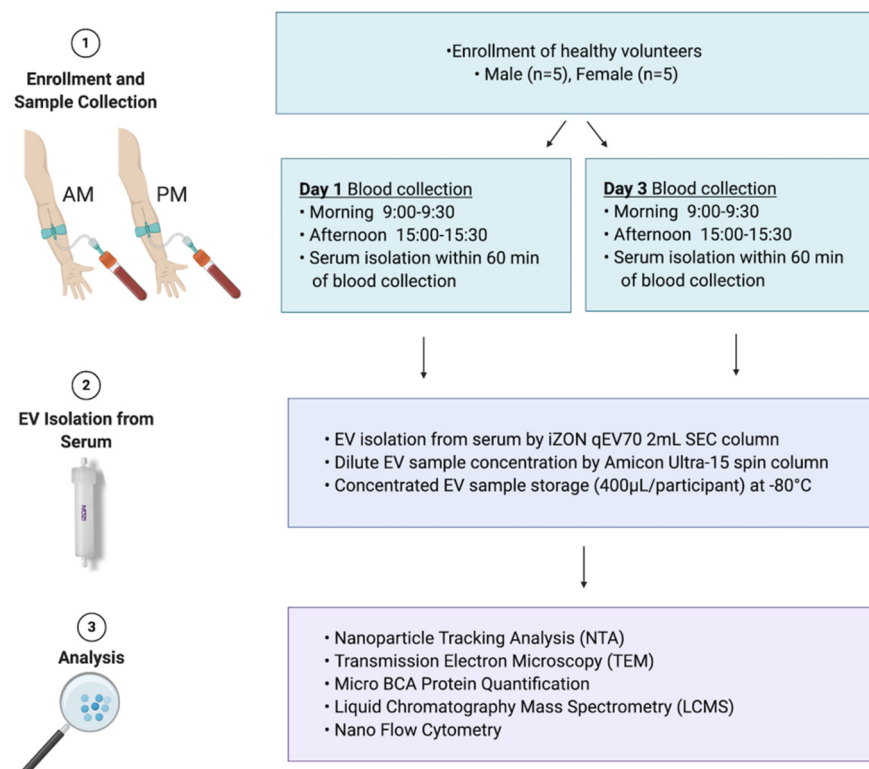 1
Enrollment and
Sample Collection
AM
PM
•Enrollment of healthy volunteers
• Male (n=5), Female (n=5)
Day 1 Blood collection
• Morning 9:00-9:30
• Afternoon 15:00-15:30
• Serum isolation within 60 min
of blood collection
Day 3 Blood collection
• Morning 9:00-9:30
• Afternoon 15:00-15:30
• Serum isolation within 60 min
of blood collection
2
EV Isolation from
Serum
• EV isolation from serum by iZON qEV70 2mL SEC column
• Dilute EV sample concentration by Amicon Ultra-15 spin column
• Concentrated EV sample storage (400µL/participant) at -80°C
3
Analysis
• Nanoparticle Tracking Analysis (NTA)
• Transmission Electron Microscopy (TEM)
• Micro BCA Protein Quantification
• Liquid Chromatography Mass Spectrometry (LCMS)
• Nano Flow Cytometry